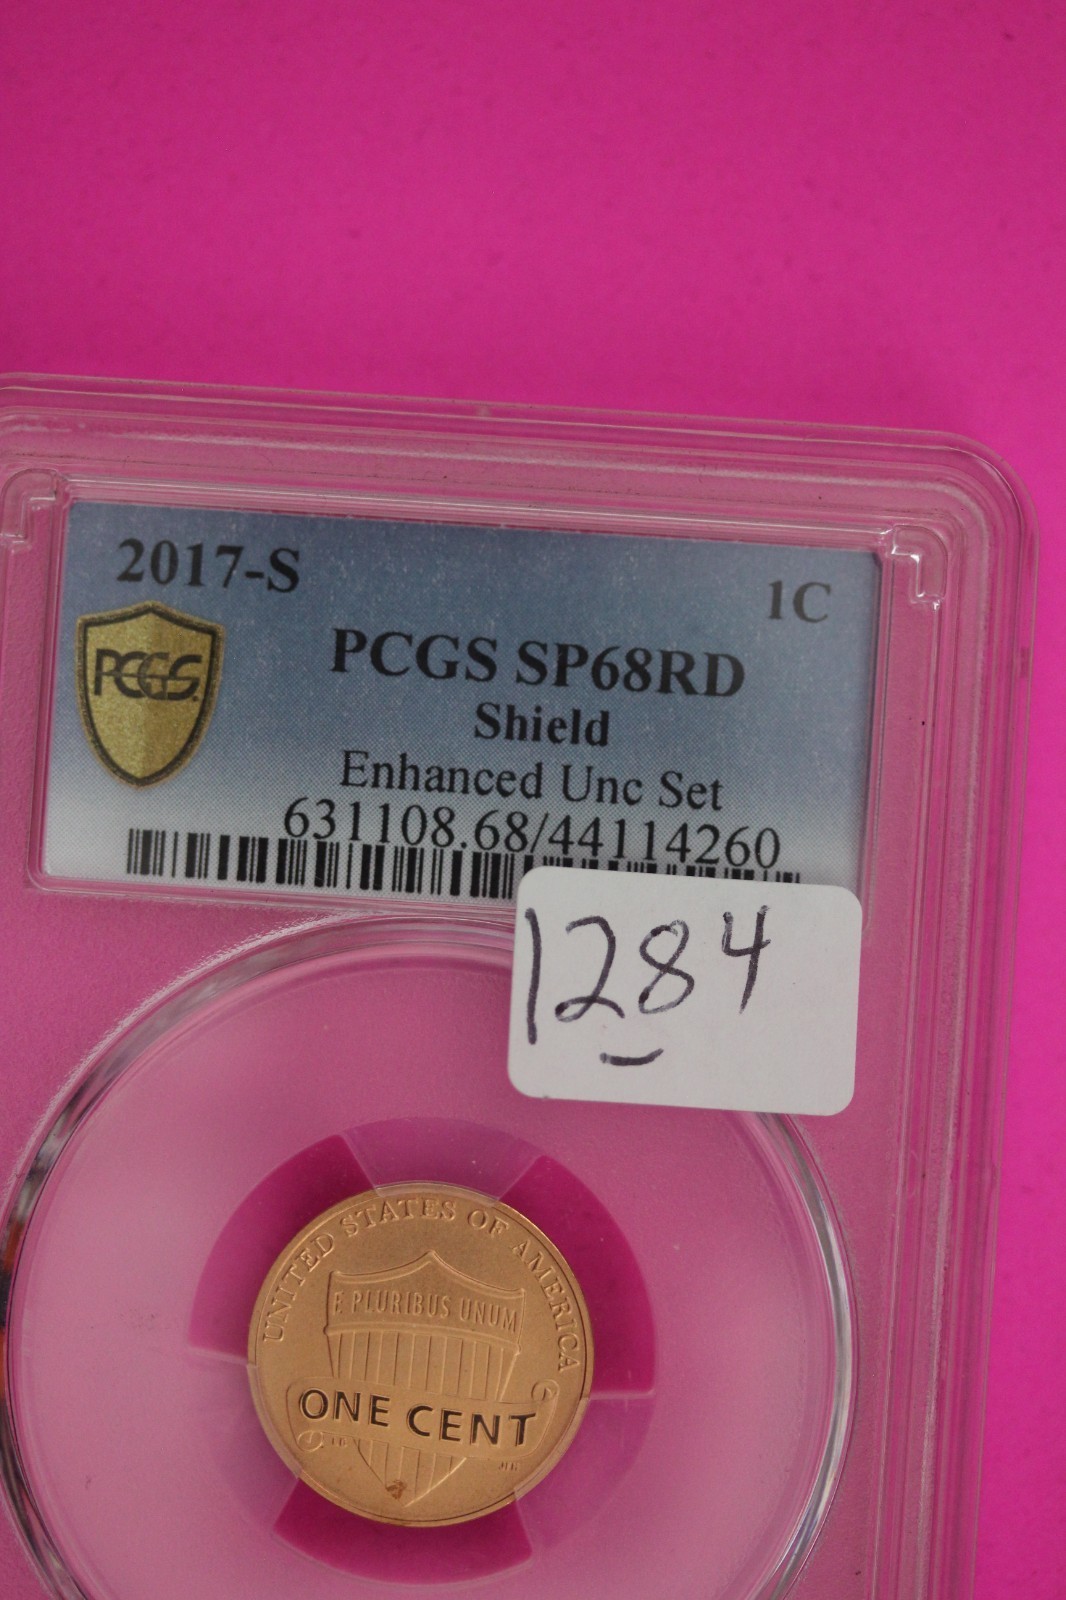 2017-S
1C
PCGS
PCGS SP68RD
Shield
Enhanced Unc Set
631108.68/44114260
1284
UNITED STATES OF AMERICA
E PLURIBUS UNUM
ONE CENT